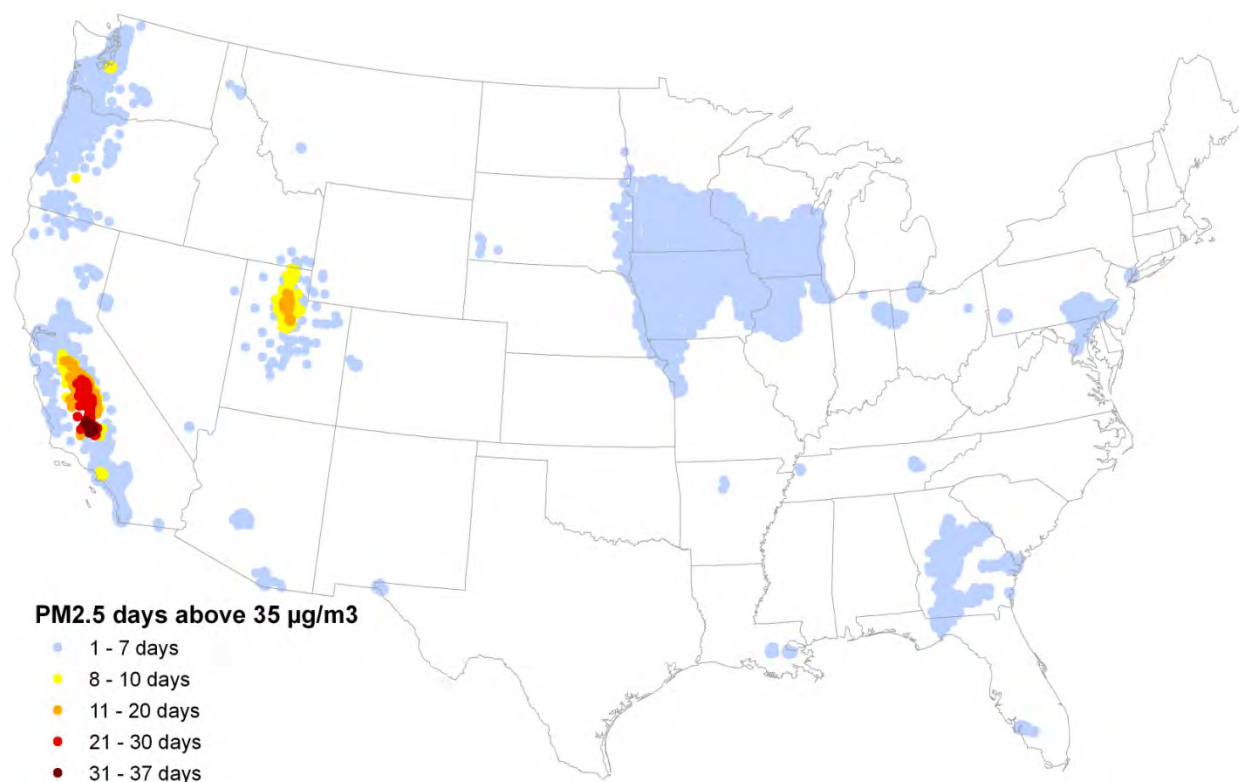 PM2.5 days above 35 µg/m3
1 - 7 days
8 - 10 days
11 - 20 days
21 - 30 days
31 - 37 days